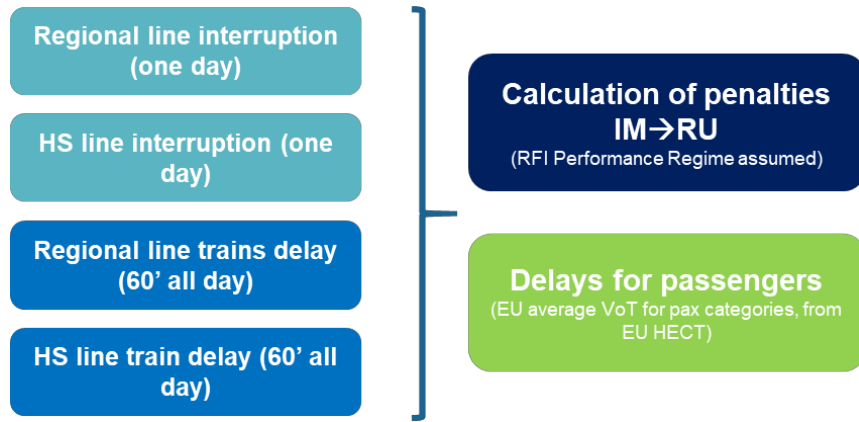 Regional line interruption
(one day)
HS line interruption (one
day)
Regional line trains delay
(60’ all day)
HS line train delay (60’ all
day)
Calculation of penalties
IM→RU
(RFI Performance Regime assumed)
Delays for passengers
(EU average VoT for pax categories, from
EU HECT)